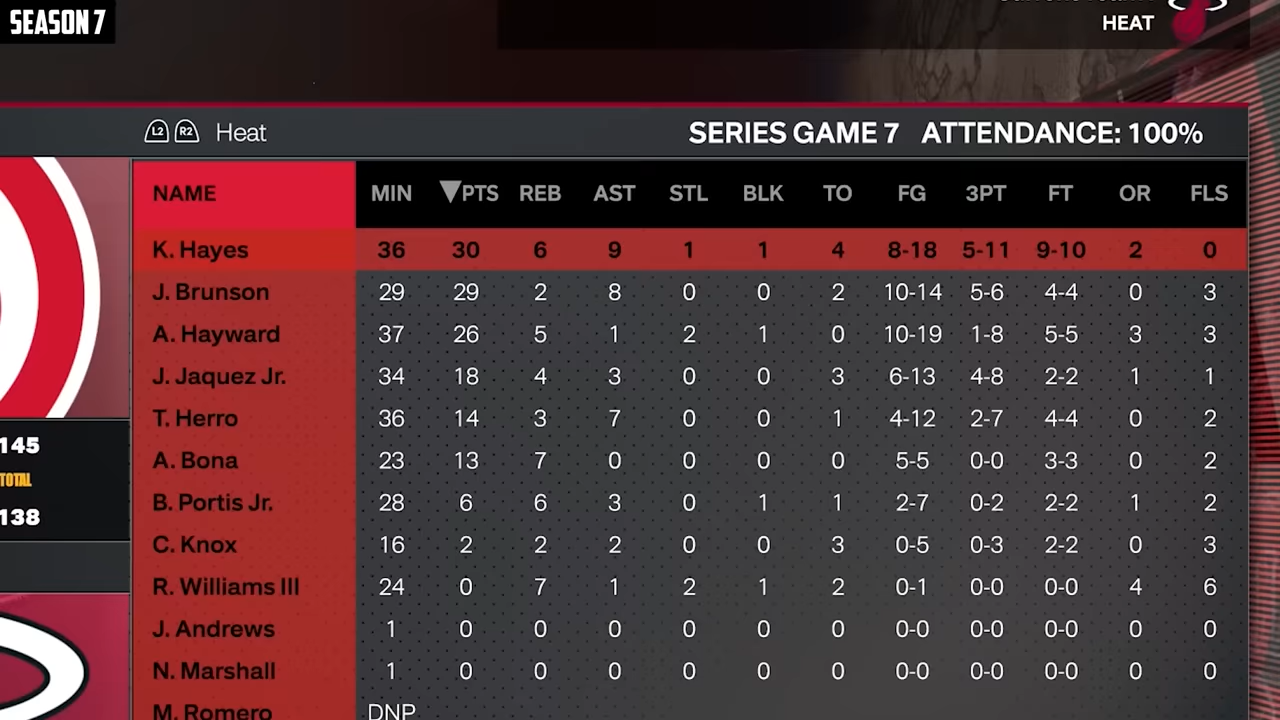 SEASON 7
HEAT
L2 R2 Heat SERIES GAME 7 ATTENDANCE: 100%
NAME MIN PTS REB AST STL BLK TO FG 3PT FT OR FLS
K. Hayes 36 30 6 9 1 1 4 8-18 5-11 9-10 2 0
J. Brunson 29 29 2 8 0 0 2 10-14 5-6 4-4 0 3
A. Hayward 37 26 5 1 2 1 0 10-19 1-8 5-5 3 3
J. Jaquez Jr. 34 18 4 3 0 0 3 6-13 4-8 2-2 1 1
T. Herro 36 14 3 7 0 0 1 4-12 2-7 4-4 0 2
145
A. Bona 23 13 7 0 0 0 0 5-5 0-0 3-3 0 2
TOTAL
B. Portis Jr. 28 6 6 3 0 1 1 2-7 0-2 2-2 1 2
138
C. Knox 16 2 2 2 0 0 3 0-5 0-3 2-2 0 3
R. Williams III 24 0 7 1 2 1 2 0-1 0-0 0-0 4 6
J. Andrews 1 0 0 0 0 0 0 0-0 0-0 0-0 0 0
N. Marshall 1 0 0 0 0 0 0 0-0 0-0 0-0 0 0
M. Romero DNP